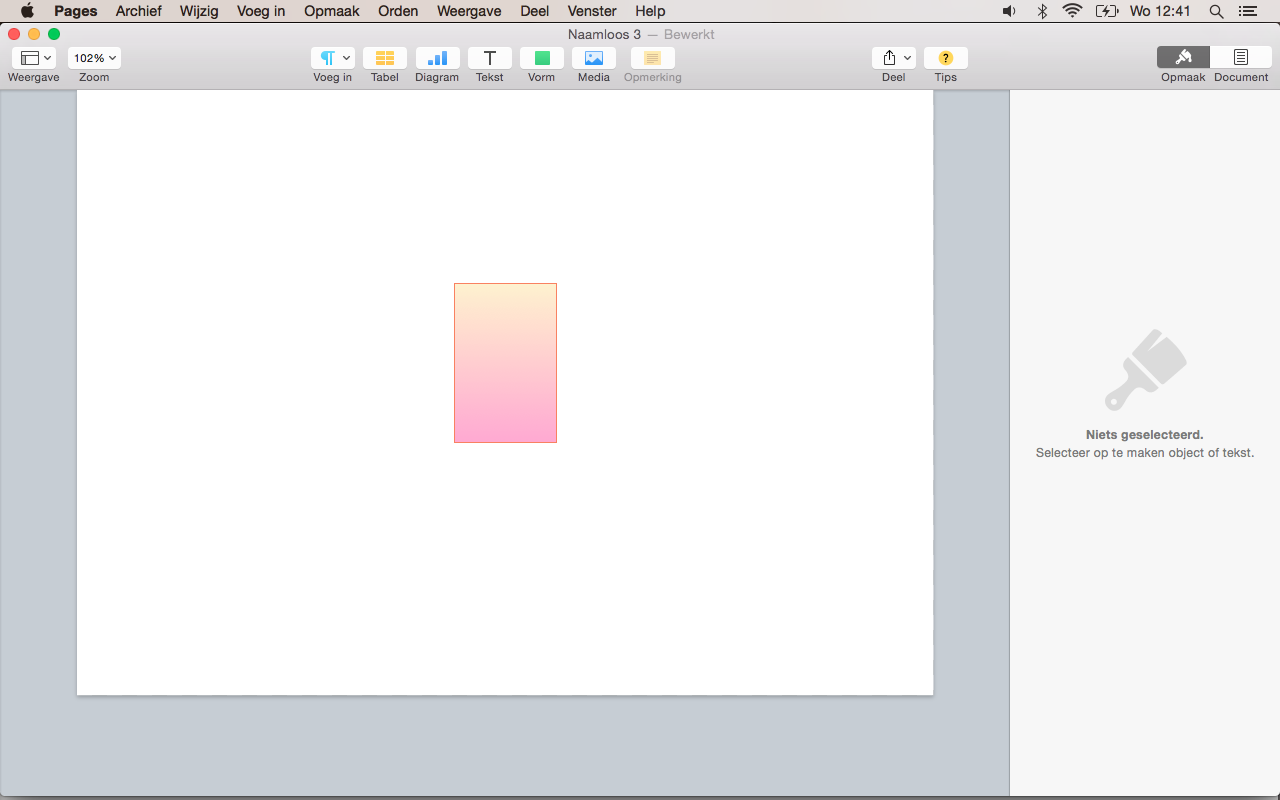 Pages Archief Wijzig Voeg in Opmaak Orden Weergave Deel Venster Help Wo 12:41
Naamloos 3 — Bewerkt
102%
Weergave Zoom Voeg in Tabel Diagram Tekst Vorm Media Opmerking Deel Tips Opmaak Document
Niets geselecteerd.
Selecteer op te maken object of tekst.